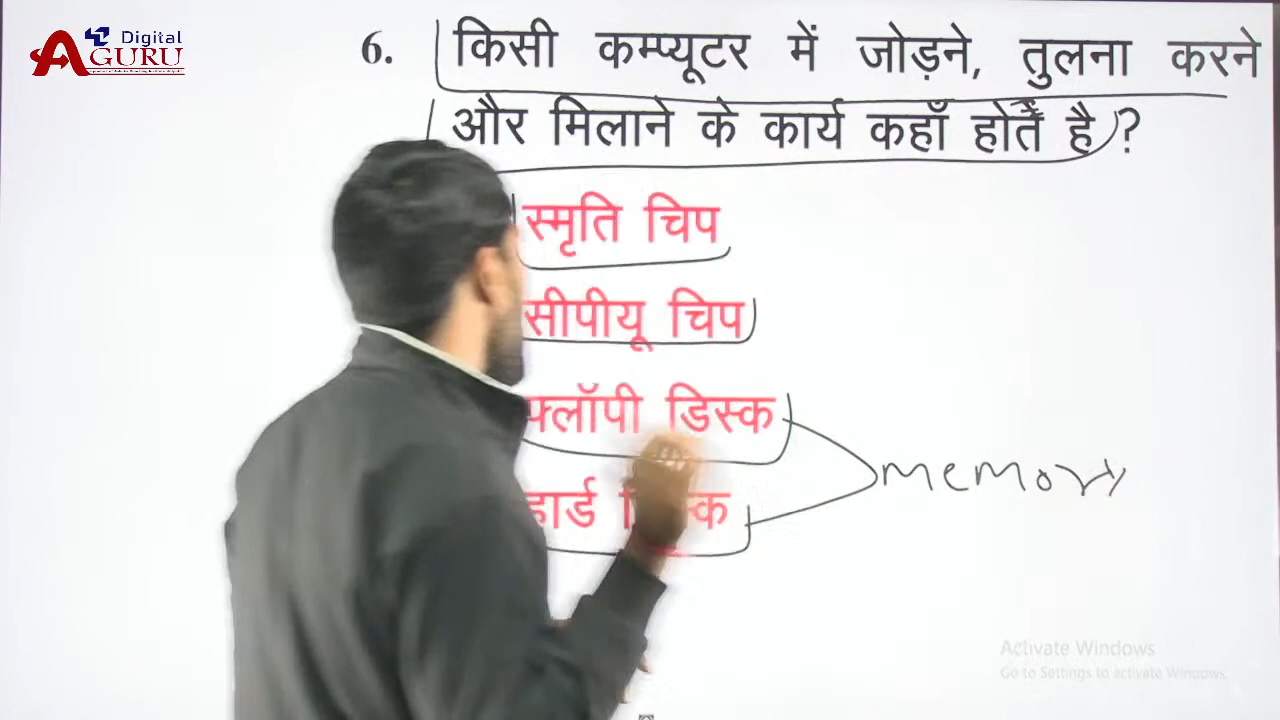 Digital
GURU
6. किसी कम्प्यूटर में जोड़ने, तुलना करने
और मिलाने के कार्य कहाँ होते है ?
स्मृति चिप
सीपीयू चिप
फ्लॉपी डिस्क
हार्ड
memory
Activate Windows
Go to Settings to activate Windows.